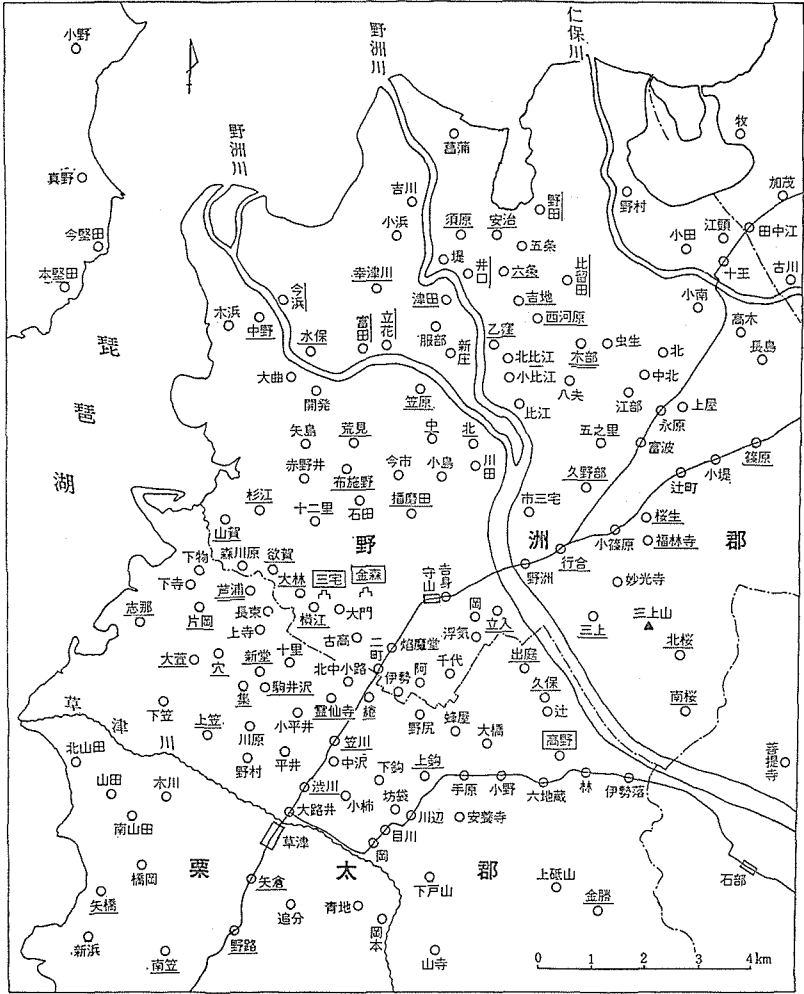 小野
野洲川
仁保川
野洲川
菖蒲
牧
真野
吉川
野田
野村
加茂
小浜
須原
安治
今堅田
五条
小田
江頭
田中江
堤
井口
六条
比留田
十王
古川
本堅田
幸津川
今浜
津田
吉地
小南
木浜
中野
西河原
高木
水保
富田
立花
服部
新庄
乙窪
北比江
木部
虫生
北
長島
琵琶湖
大曲
開発
笠原
小比江
八夫
中北
江部
比江
上屋
永原
矢島
荒見
中
北
川田
五之里
富波
篠原
赤野井
布施野
今市
小島
久野部
辻町
小堤
杉江
十二里
石田
播磨田
市三宅
桜生
山賀
野洲郡
小篠原
福林寺
下物
森川原
欲賀
三宅
金森
守山
吉身
野洲
行合
妙光寺
下寺
芦浦
大林
志那
片岡
長束
横江
大門
岡
立入
三上
三上山
上寺
古高
二町
焰魔堂
浮気
大萱
穴
新堂
十里
北中小路
伊勢
阿
千代
出庭
北桜
集
駒井沢
久保
草津川
下笠
小平井
霊仙寺
綣
辻
南桜
上笠
川原
野尻
蜂屋
大橋
北山田
野村
平井
笠川
中沢
高野
菩提寺
山田
木川
渋川
下鈎
上鈎
手原
小野
六地蔵
林
伊勢落
南山田
大路井
小柿
坊袋
川辺
安養寺
草津
目川
岡
橋岡
栗太郡
石部
矢橋
矢倉
下戸山
上砥山
金勝
追分
青地
岡本
新浜
野路
南笠
山寺
0 1 2 3 4km